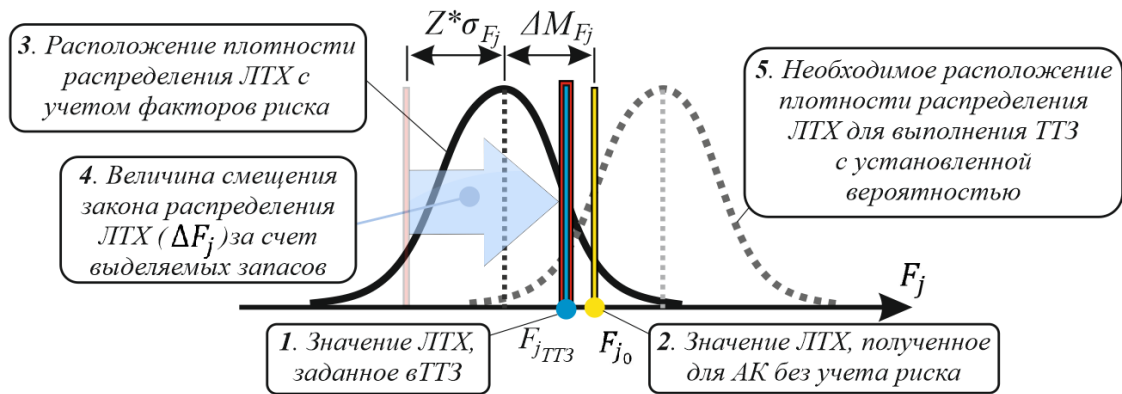 Z*σ_{F_j}
ΔM_{F_j}
3. Расположение плотности
распределения ЛТХ с
учетом факторов риска
5. Необходимое расположение
плотности распределения
ЛТХ для выполнения ТТЗ
с установленной
вероятностью
4. Величина смещения
закона распределения
ЛТХ (ΔF_j)за счет
выделяемых запасов
F_j
1. Значение ЛТХ,
заданное вТТЗ
F_{j_{ТТЗ}}
F_{j_0}
2. Значение ЛТХ, полученное
для АК без учета риска